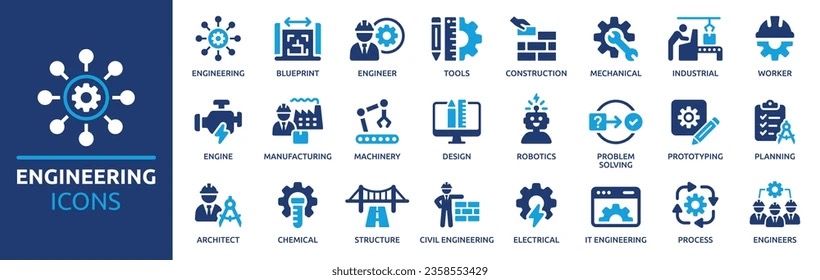 ENGINEERING
ICONS
ENGINEERING
BLUEPRINT
ENGINEER
TOOLS
CONSTRUCTION
MECHANICAL
INDUSTRIAL
WORKER
ENGINE
MANUFACTURING
MACHINERY
DESIGN
ROBOTICS
PROBLEM
SOLVING
PROTOTYPING
PLANNING
ARCHITECT
CHEMICAL
STRUCTURE
CIVIL ENGINEERING
ELECTRICAL
IT ENGINEERING
PROCESS
ENGINEERS
shutterstock.com · 2358553429